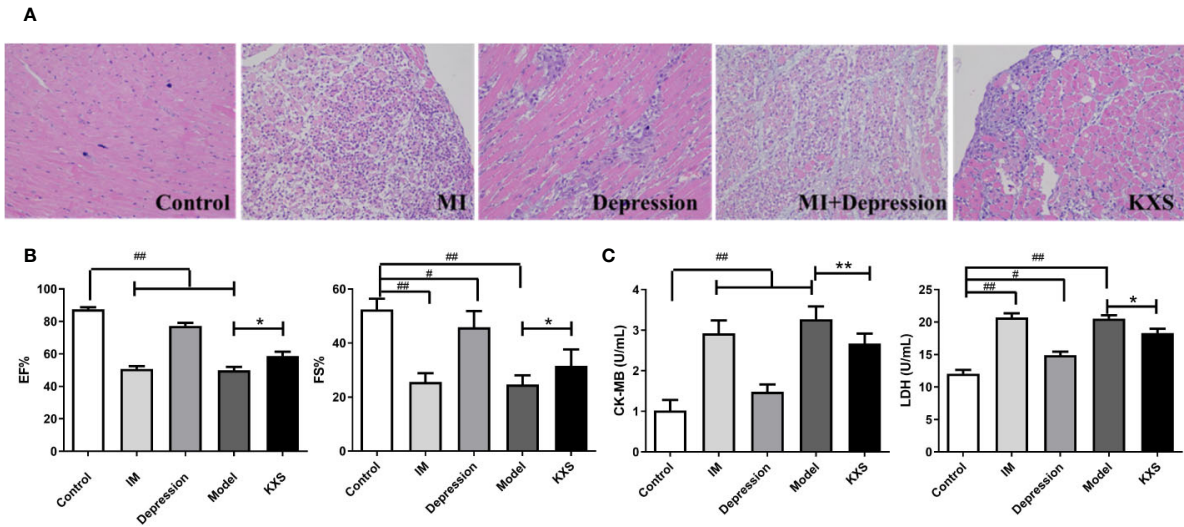 A
Control
MI
Depression
MI+Depression
KXS
B
##
100
80
60
40
20
0
EF%
*
Control
IM
Depression
Model
KXS
##
#
##
60
40
20
0
FS%
*
Control
IM
Depression
Model
KXS
C
##
**
4
3
2
1
0
CK-MB (U/mL)
Control
IM
Depression
Model
KXS
##
#
##
*
25
20
15
10
5
0
LDH (U/mL)
Control
IM
Depression
Model
KXS